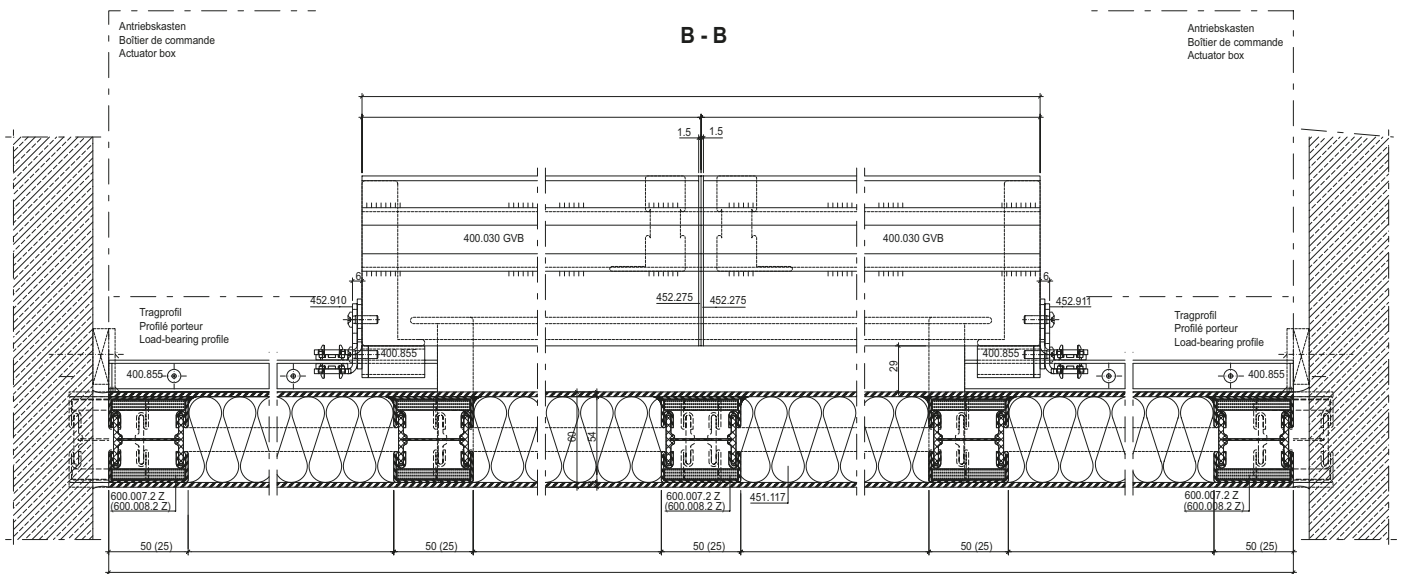 Antriebskasten
Boîtier de commande
Actuator box
B - B
Antriebskasten
Boîtier de commande
Actuator box
1.5
1.5
400.030 GVB
400.030 GVB
6
6
452.910
452.275
452.275
452.911
Tragprofil
Profilé porteur
Load-bearing profile
Tragprofil
Profilé porteur
Load-bearing profile
400.855
400.855
29
400.855
400.855
60
54
600.007.2 Z
(600.008.2 Z)
600.007.2 Z
(600.008.2 Z)
451.117
600.007.2 Z
(600.008.2 Z)
50 (25)
50 (25)
50 (25)
50 (25)
50 (25)